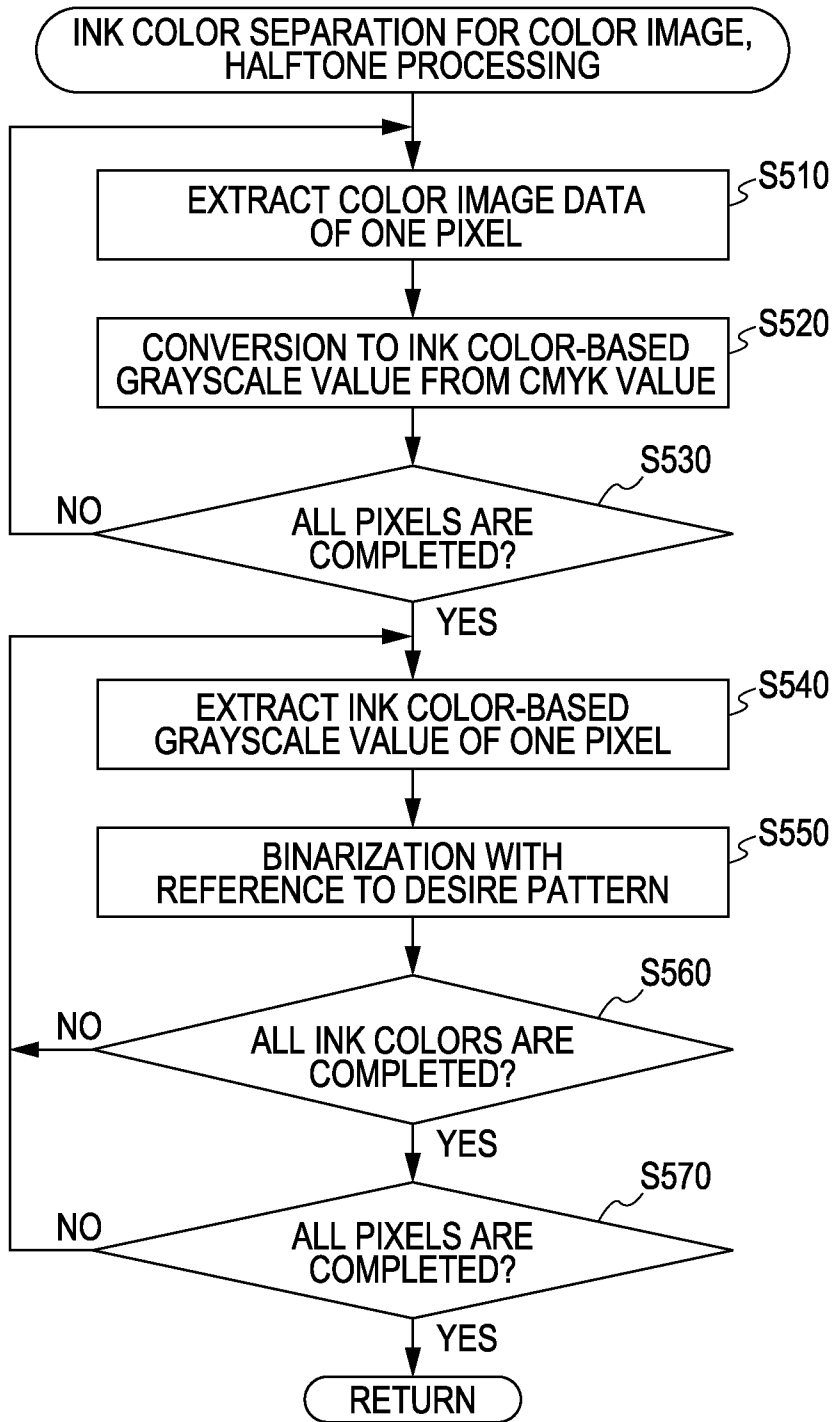 INK COLOR SEPARATION FOR COLOR IMAGE,
HALFTONE PROCESSING
S510
EXTRACT COLOR IMAGE DATA
OF ONE PIXEL
S520
CONVERSION TO INK COLOR-BASED
GRAYSCALE VALUE FROM CMYK VALUE
S530
NO
ALL PIXELS ARE
COMPLETED?
YES
S540
EXTRACT INK COLOR-BASED
GRAYSCALE VALUE OF ONE PIXEL
S550
BINARIZATION WITH
REFERENCE TO DESIRE PATTERN
S560
NO
ALL INK COLORS ARE
COMPLETED?
YES
S570
NO
ALL PIXELS ARE
COMPLETED?
YES
RETURN